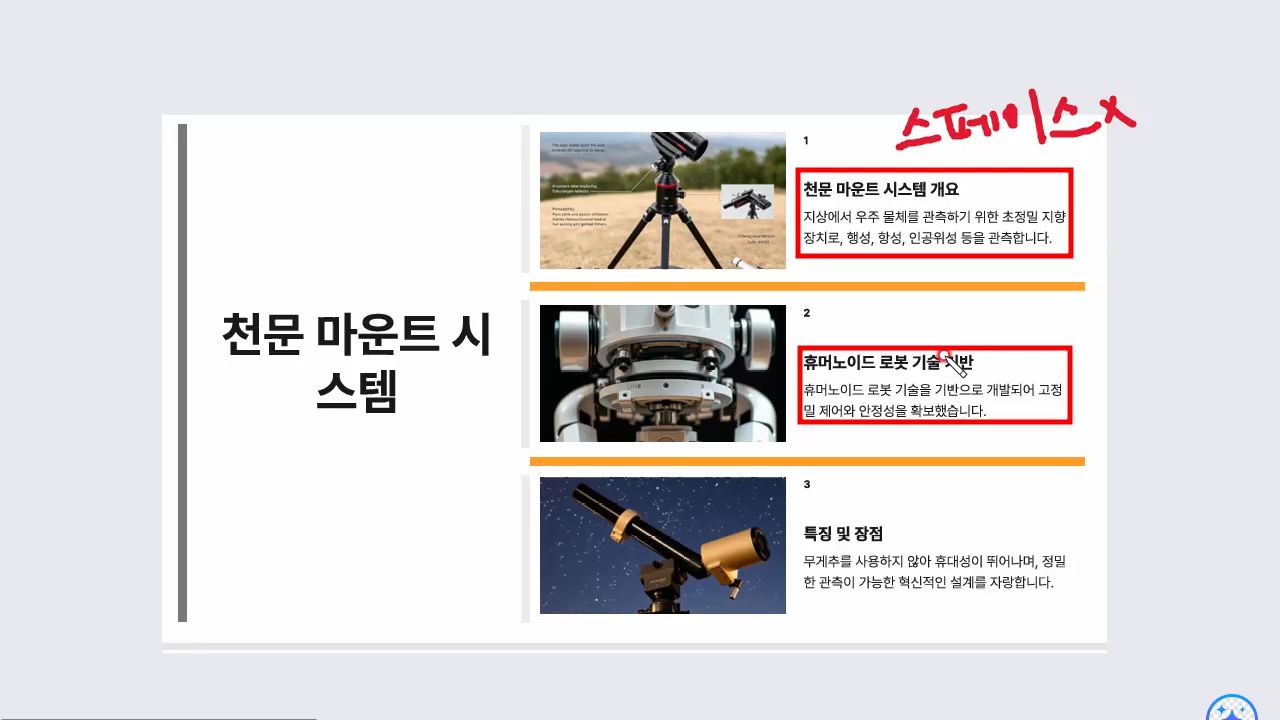 스페이스x
천문 마운트 시
스템
1
천문 마운트 시스템 개요
지상에서 우주 물체를 관측하기 위한 초정밀 지향
장치로, 행성, 항성, 인공위성 등을 관측합니다.
2
휴머노이드 로봇 기술 기반
휴머노이드 로봇 기술을 기반으로 개발되어 고정
밀 제어와 안정성을 확보했습니다.
3
특징 및 장점
무게추를 사용하지 않아 휴대성이 뛰어나며, 정밀
한 관측이 가능한 혁신적인 설계를 자랑합니다.